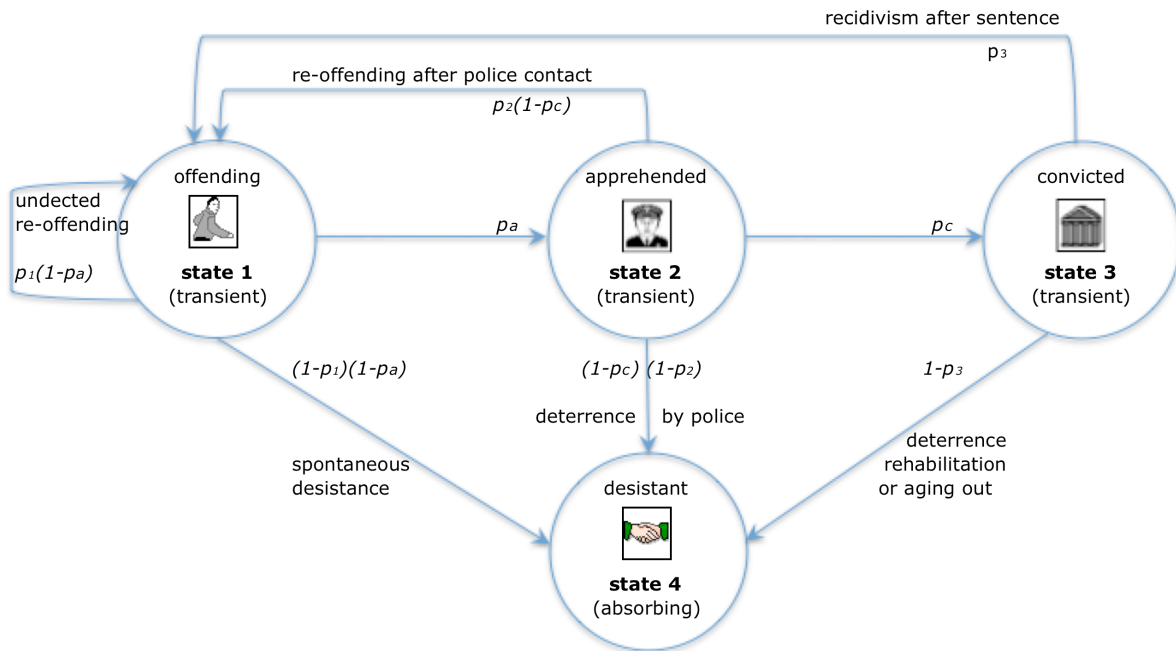 recidivism after sentence
p3
re-offending after police contact
p2(1-pc)
offending
apprehended
convicted
undected
re-offending
pa
pc
p1(1-pa)
state 1
(transient)
state 2
(transient)
state 3
(transient)
(1-p1)(1-pa)
(1-pc) (1-p2)
1-p3
deterrence by police
deterrence
rehabilitation
or aging out
spontaneous
desistance
desistant
state 4
(absorbing)